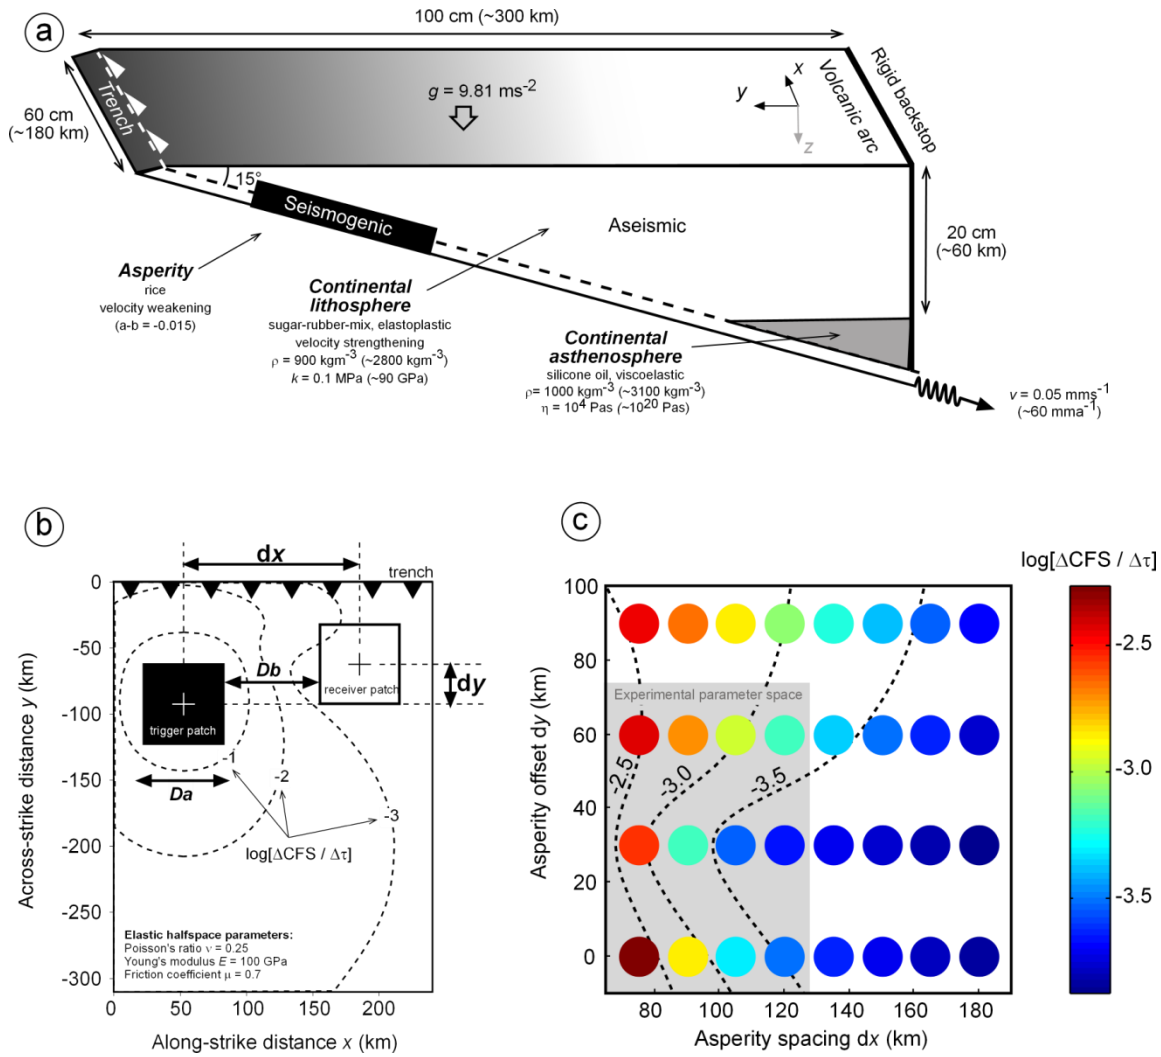 a
100 cm (~300 km)
60 cm
(~180 km)
Trench
g = 9.81 ms-2
x
y
z
Volcanic arc
Rigid backstop
15°
Seismogenic
Aseismic
20 cm
(~60 km)
Asperity
rice
velocity weakening
(a-b = -0.015)
Continental
lithosphere
sugar-rubber-mix, elastoplastic
velocity strengthening
ρ = 900 kgm-3 (~2800 kgm-3)
k = 0.1 MPa (~90 GPa)
Continental
asthenosphere
silicone oil, viscoelastic
ρ= 1000 kgm-3 (~3100 kgm-3)
η = 10^4 Pas (~10^20 Pas)
v = 0.05 mms-1
(~60 mma-1)
b
dx
trench
0
-50
-100
-150
-200
-250
-300
Across-strike distance y (km)
Db
dy
receiver patch
trigger patch
Da
-1
-2
-3
log[ΔCFS / Δτ]
Elastic halfspace parameters:
Poisson's ratio ν = 0.25
Young's modulus E = 100 GPa
Friction coefficient μ = 0.7
0 50 100 150 200
Along-strike distance x (km)
c
log[ΔCFS / Δτ]
100
80
60
40
20
0
Asperity offset dy (km)
Experimental parameter space
-2.5
-3.0
-3.5
80 100 120 140 160 180
Asperity spacing dx (km)
-2.5
-3.0
-3.5